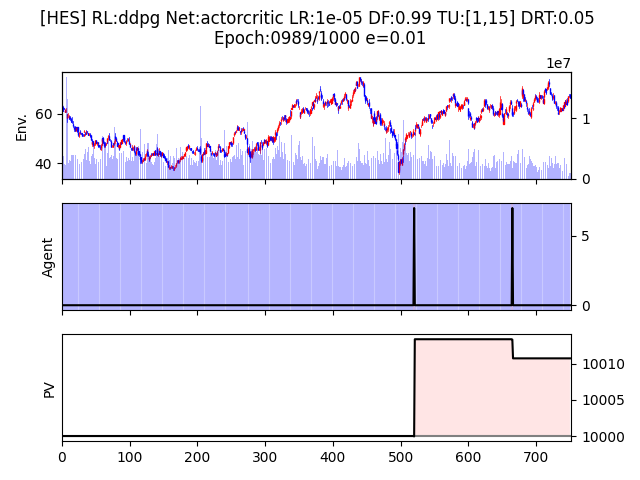 [HES] RL:ddpg Net:actorcritic LR:1e-05 DF:0.99 TU:[1,15] DRT:0.05
Epoch:0989/1000 e=0.01
1e7
Env.
60
40
1
0
Agent
5
0
PV
10010
10005
10000
0 100 200 300 400 500 600 700